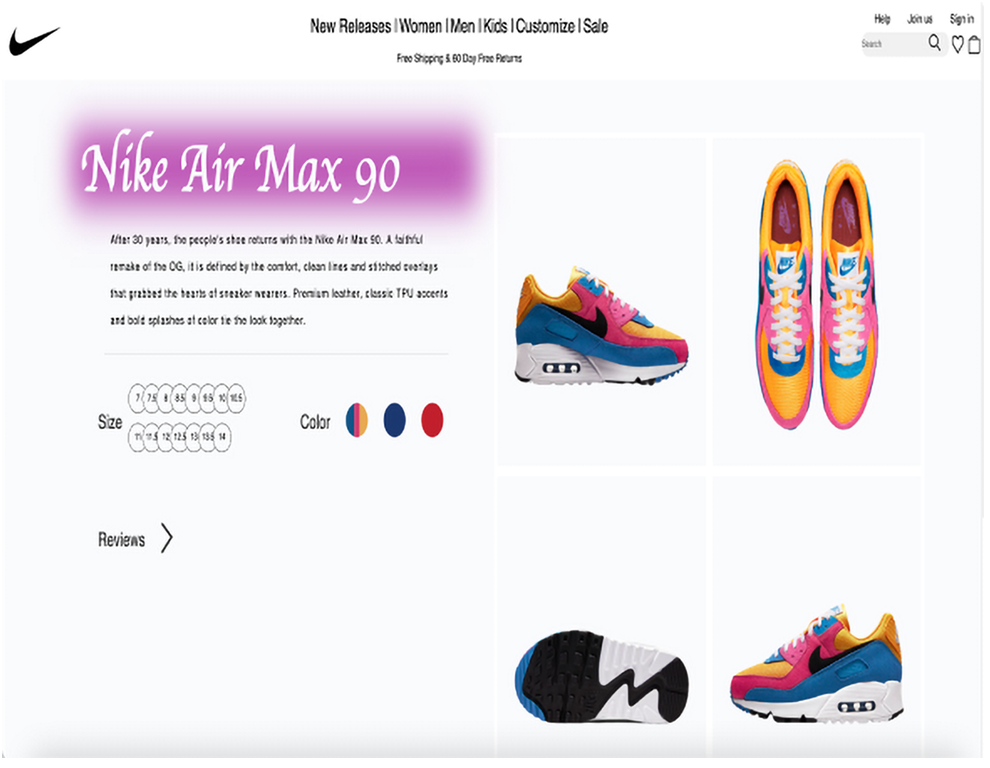 New Releases | Women | Men | Kids | Customize | Sale
Free Shipping & 60 Day Free Returns
Help Join us Sign in
Search
Nike Air Max 90
After 30 years, the people's shoe returns with the Nike Air Max 90. A faithful
remake of the OG, it is defined by the comfort, clean lines and stitched overlays
that grabbed the hearts of sneaker wearers. Premium leather, classic TPU accents
and bold splashes of color tie the look together.
Size
7 7.5 8 8.5 9 9.5 10 10.5
11 11.5 12 12.5 13 13.5 14
Color
Reviews